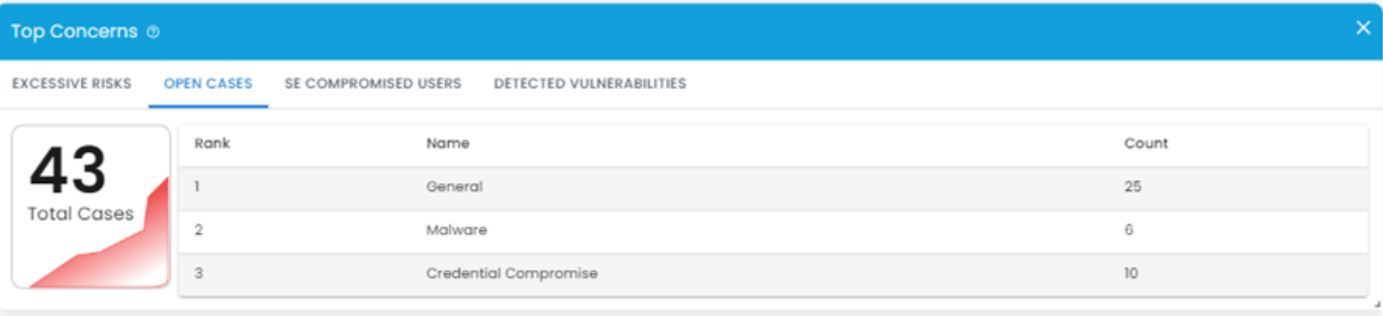 Top Concerns
EXCESSIVE RISKS OPEN CASES SE COMPROMISED USERS DETECTED VULNERABILITIES
43
Total Cases
Rank Name Count
1 General 25
2 Malware 6
3 Credential Compromise 10